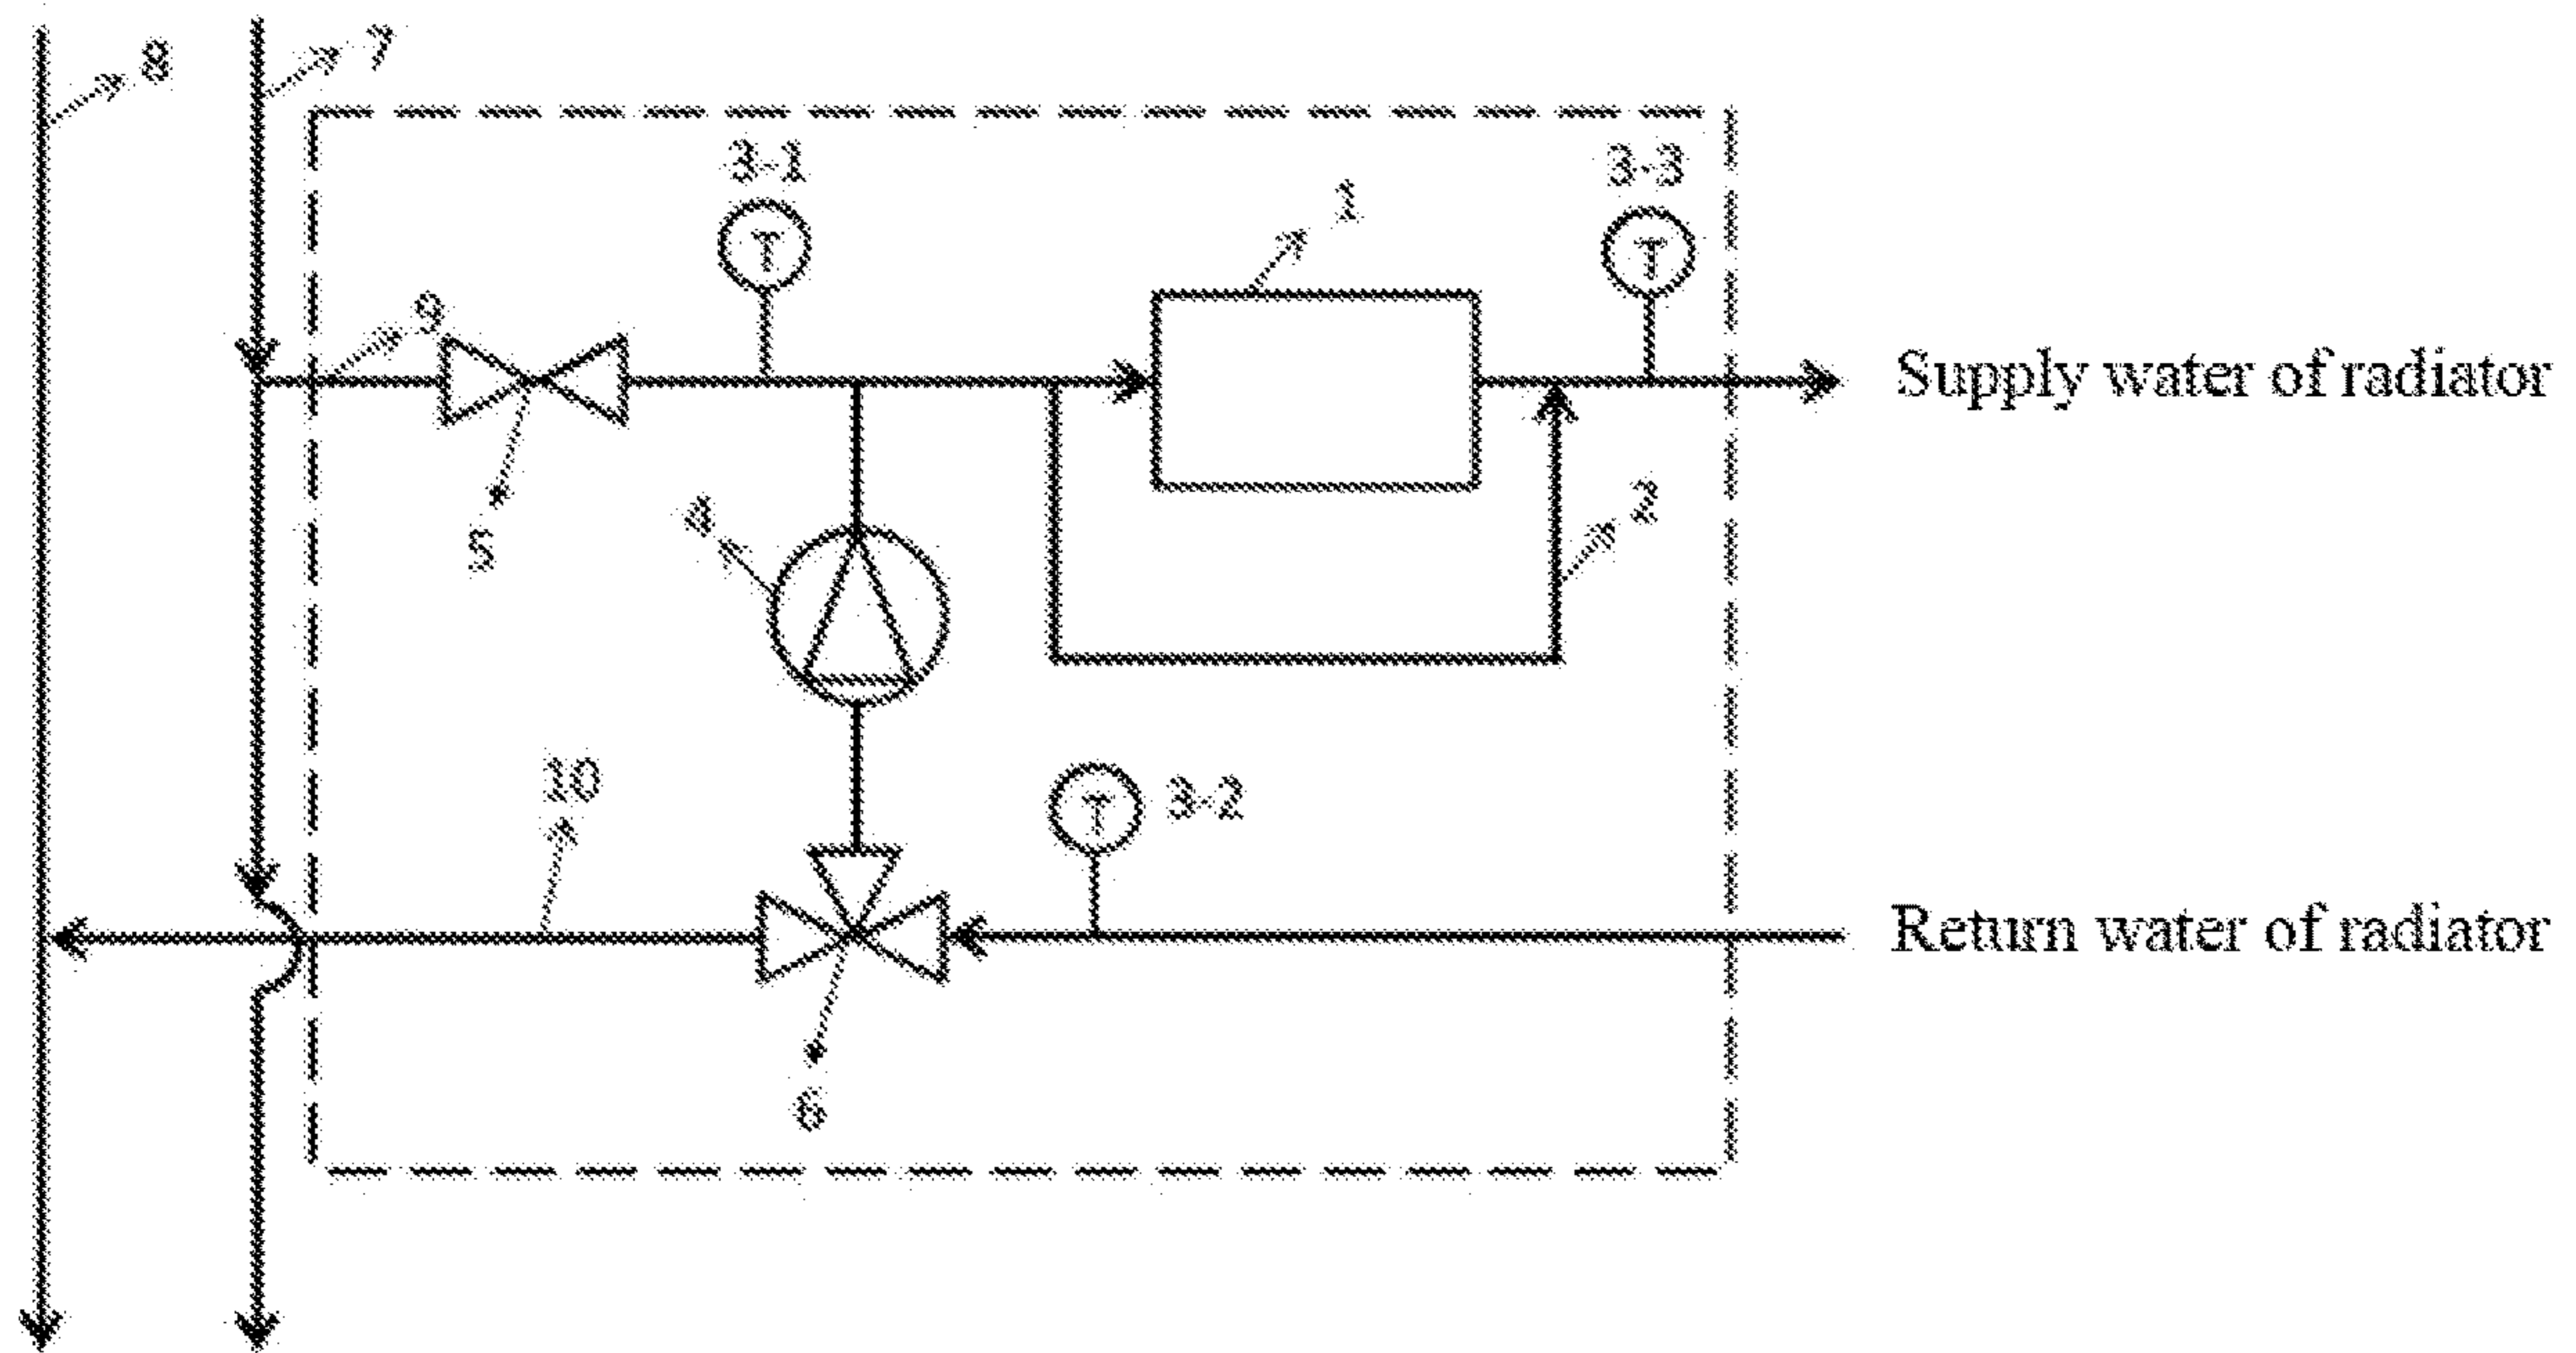 8
7
3-1
3-3
1
T
T
9
Supply water of radiator
4
2
5
10
T
3-2
Return water of radiator
6